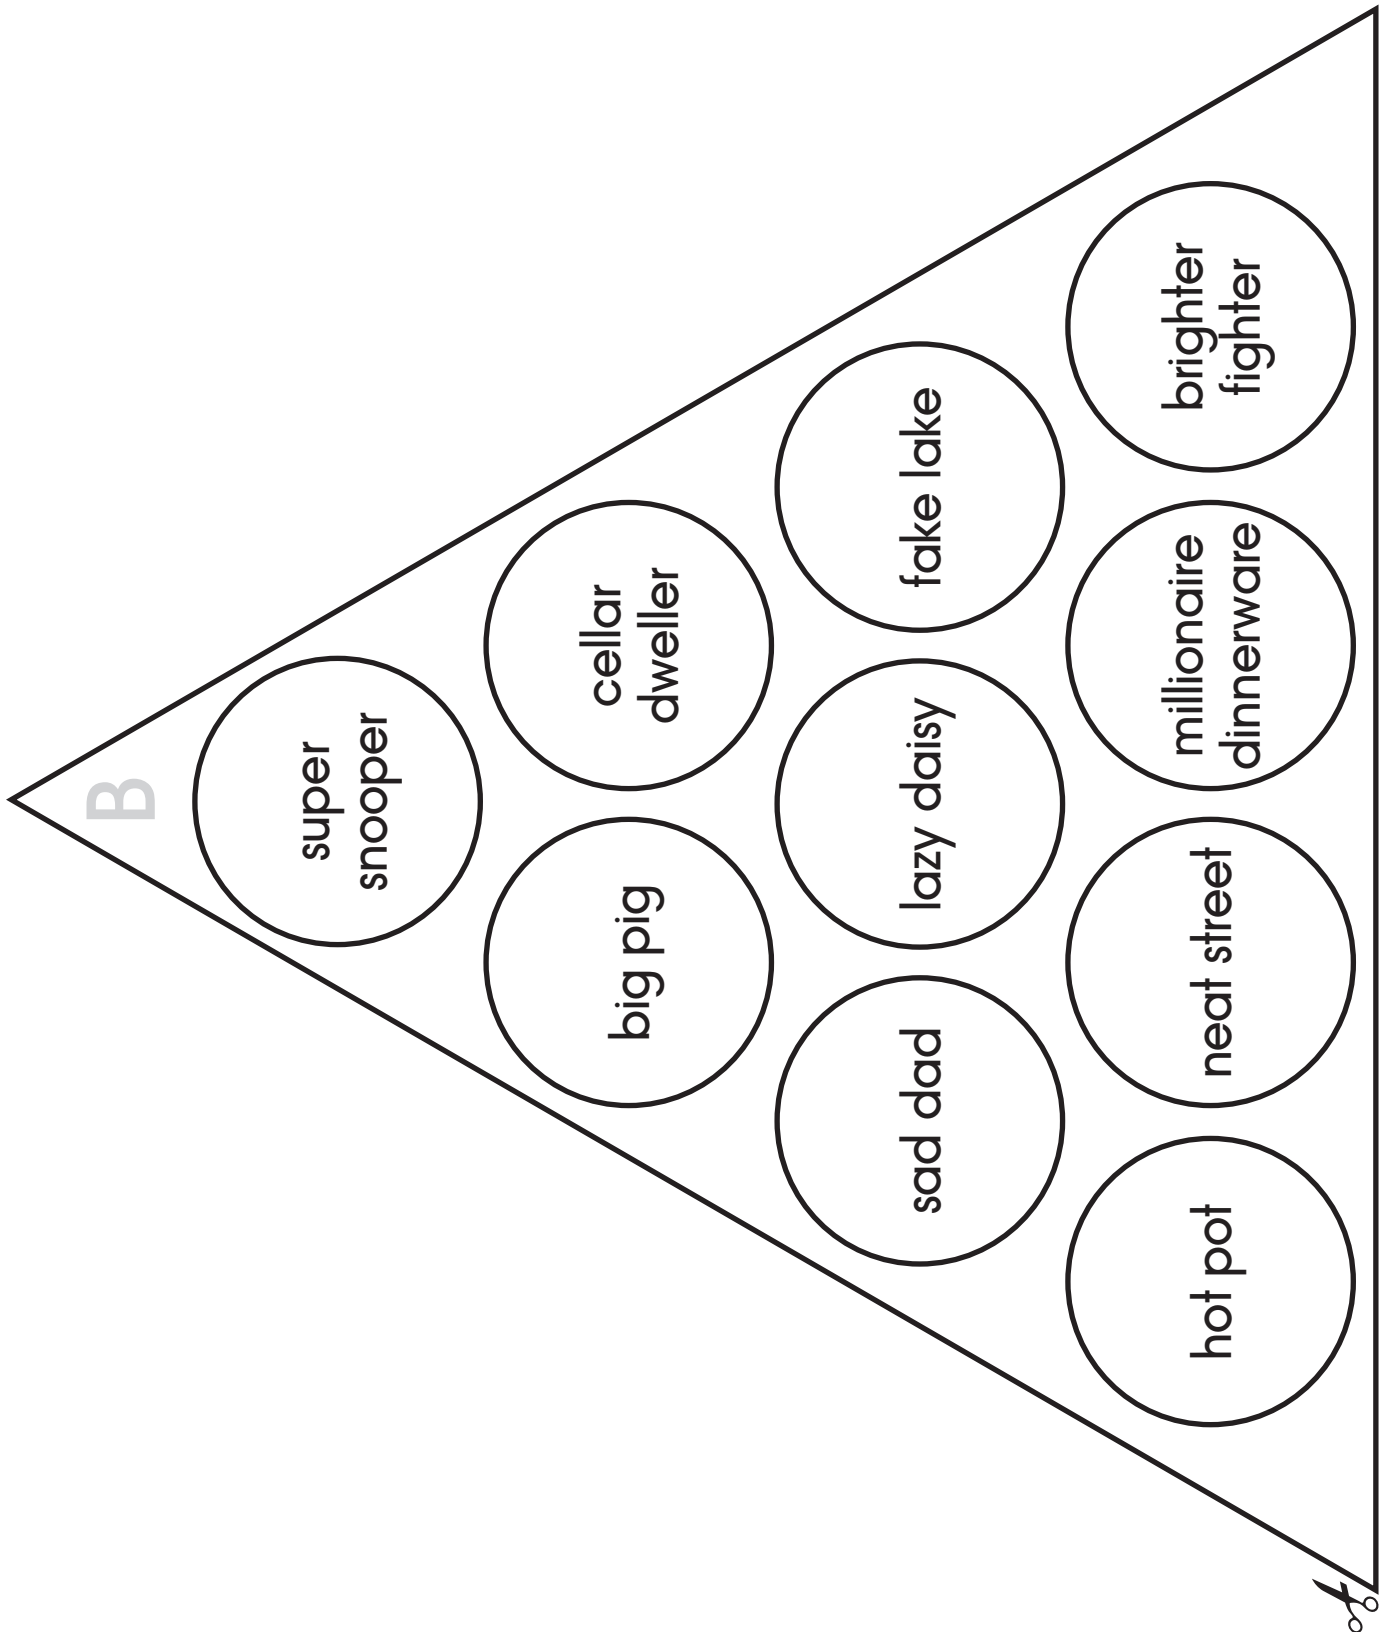 B
super
snooper
big pig
cellar
dweller
sad dad
lazy daisy
fake lake
hot pot
neat street
millionaire
dinnerware
brighter
fighter